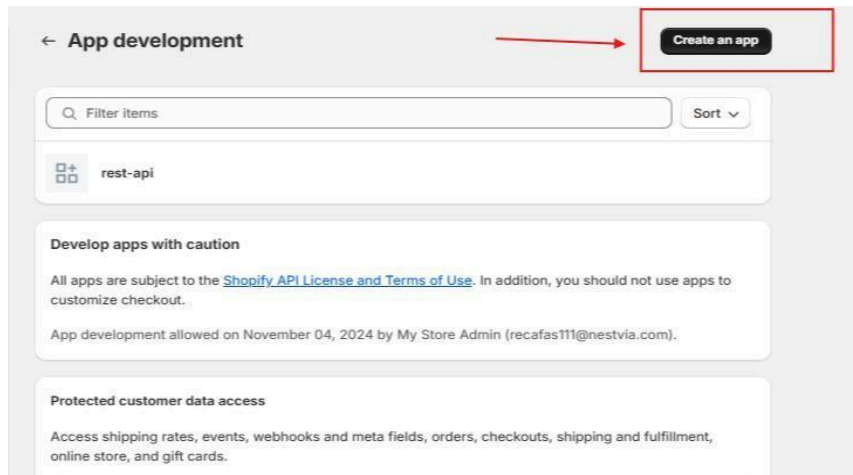 ← App development
Create an app
Filter items
Sort
rest-api
Develop apps with caution
All apps are subject to the Shopify API License and Terms of Use. In addition, you should not use apps to
customize checkout.
App development allowed on November 04, 2024 by My Store Admin (recafas111@nestvia.com).
Protected customer data access
Access shipping rates, events, webhooks and meta fields, orders, checkouts, shipping and fulfillment,
online store, and gift cards.